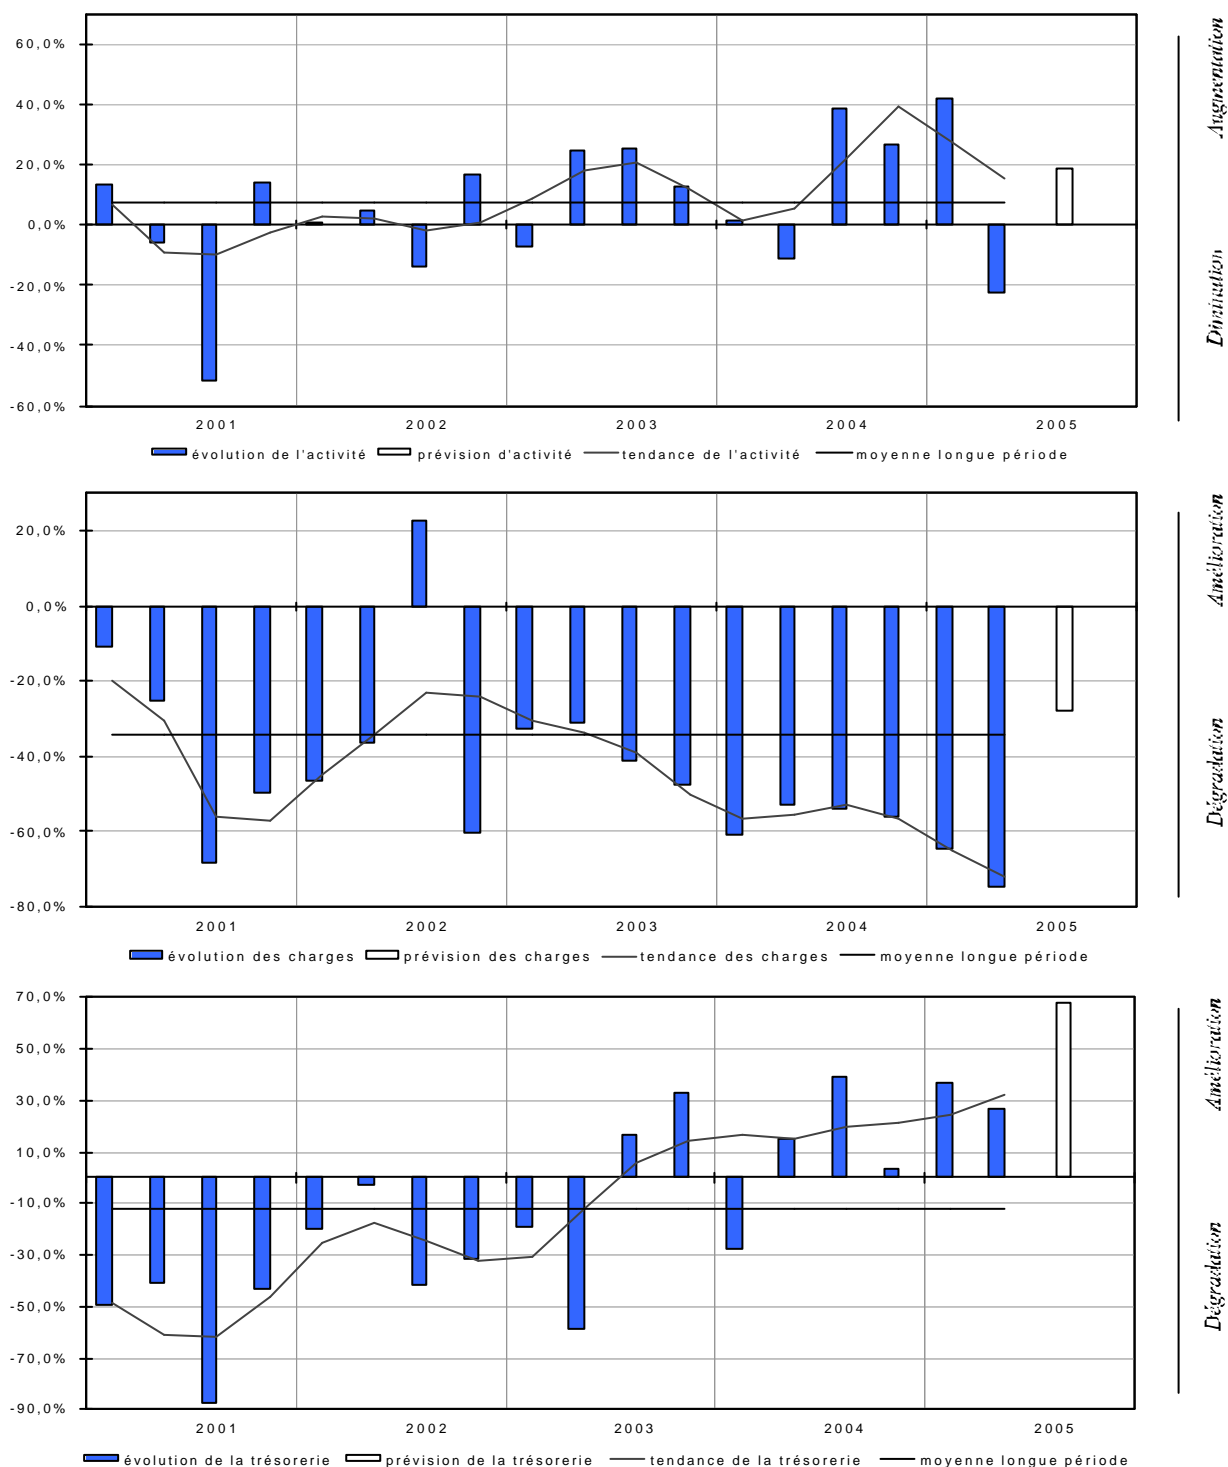 60,0%
40,0%
20,0%
0,0%
-20,0%
-40,0%
-60,0%
2001 2002 2003 2004 2005
évolution de l'activité prévision d'activité tendance de l'activité moyenne longue période
Augmentation
Diminution
20,0%
0,0%
-20,0%
-40,0%
-60,0%
-80,0%
2001 2002 2003 2004 2005
évolution des charges prévision des charges tendance des charges moyenne longue période
Amélioration
Dégradation
70,0%
50,0%
30,0%
10,0%
-10,0%
-30,0%
-50,0%
-70,0%
-90,0%
2001 2002 2003 2004 2005
évolution de la trésorerie prévision de la trésorerie tendance de la trésorerie moyenne longue période
Amélioration
Dégradation